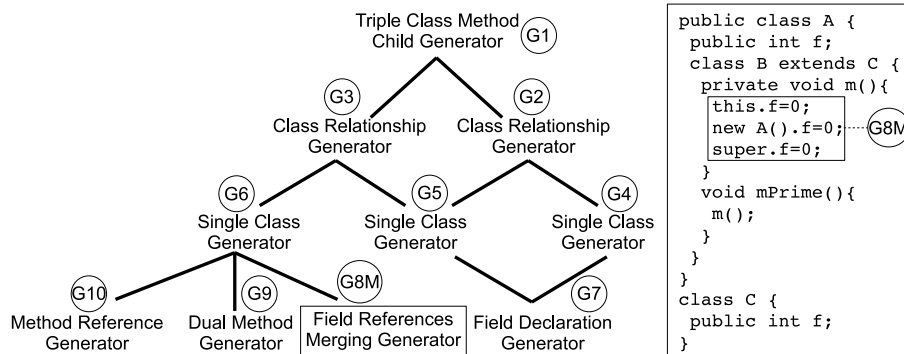 Triple Class Method
Child Generator
G1
G3
G2
Class Relationship
Generator
Class Relationship
Generator
G6
G5
G4
Single Class
Generator
Single Class
Generator
Single Class
Generator
G10
G9
G8M
G7
Method Reference
Generator
Dual Method
Generator
Field References
Merging Generator
Field Declaration
Generator
public class A {
public int f;
class B extends C {
private void m(){
this.f=0;
new A().f=0;
super.f=0;
G8M
}
void mPrime(){
m();
}
}
}
class C {
public int f;
}